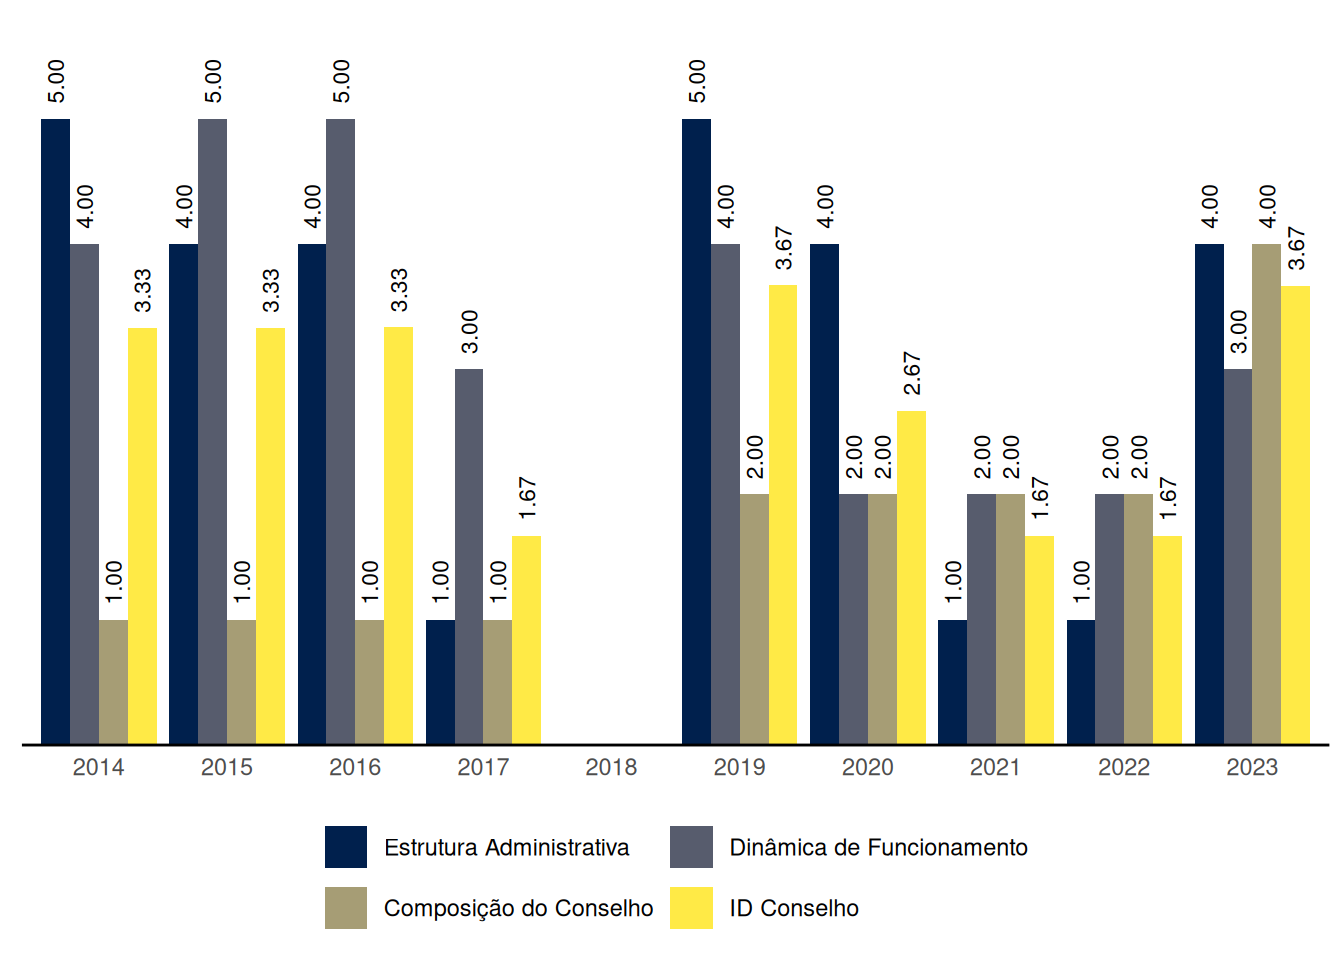 5.00 4.00 1.00 3.33 4.00 5.00 1.00 3.33 4.00 5.00 1.00 3.33 1.00 3.00 1.00 1.67 5.00 4.00 2.00 3.67 4.00 2.00 2.00 2.67 1.00 2.00 2.00 1.67 1.00 2.00 2.00 1.67 4.00 3.00 4.00 3.67
2014 2015 2016 2017 2018 2019 2020 2021 2022 2023
Estrutura Administrativa Dinâmica de Funcionamento
Composição do Conselho ID Conselho